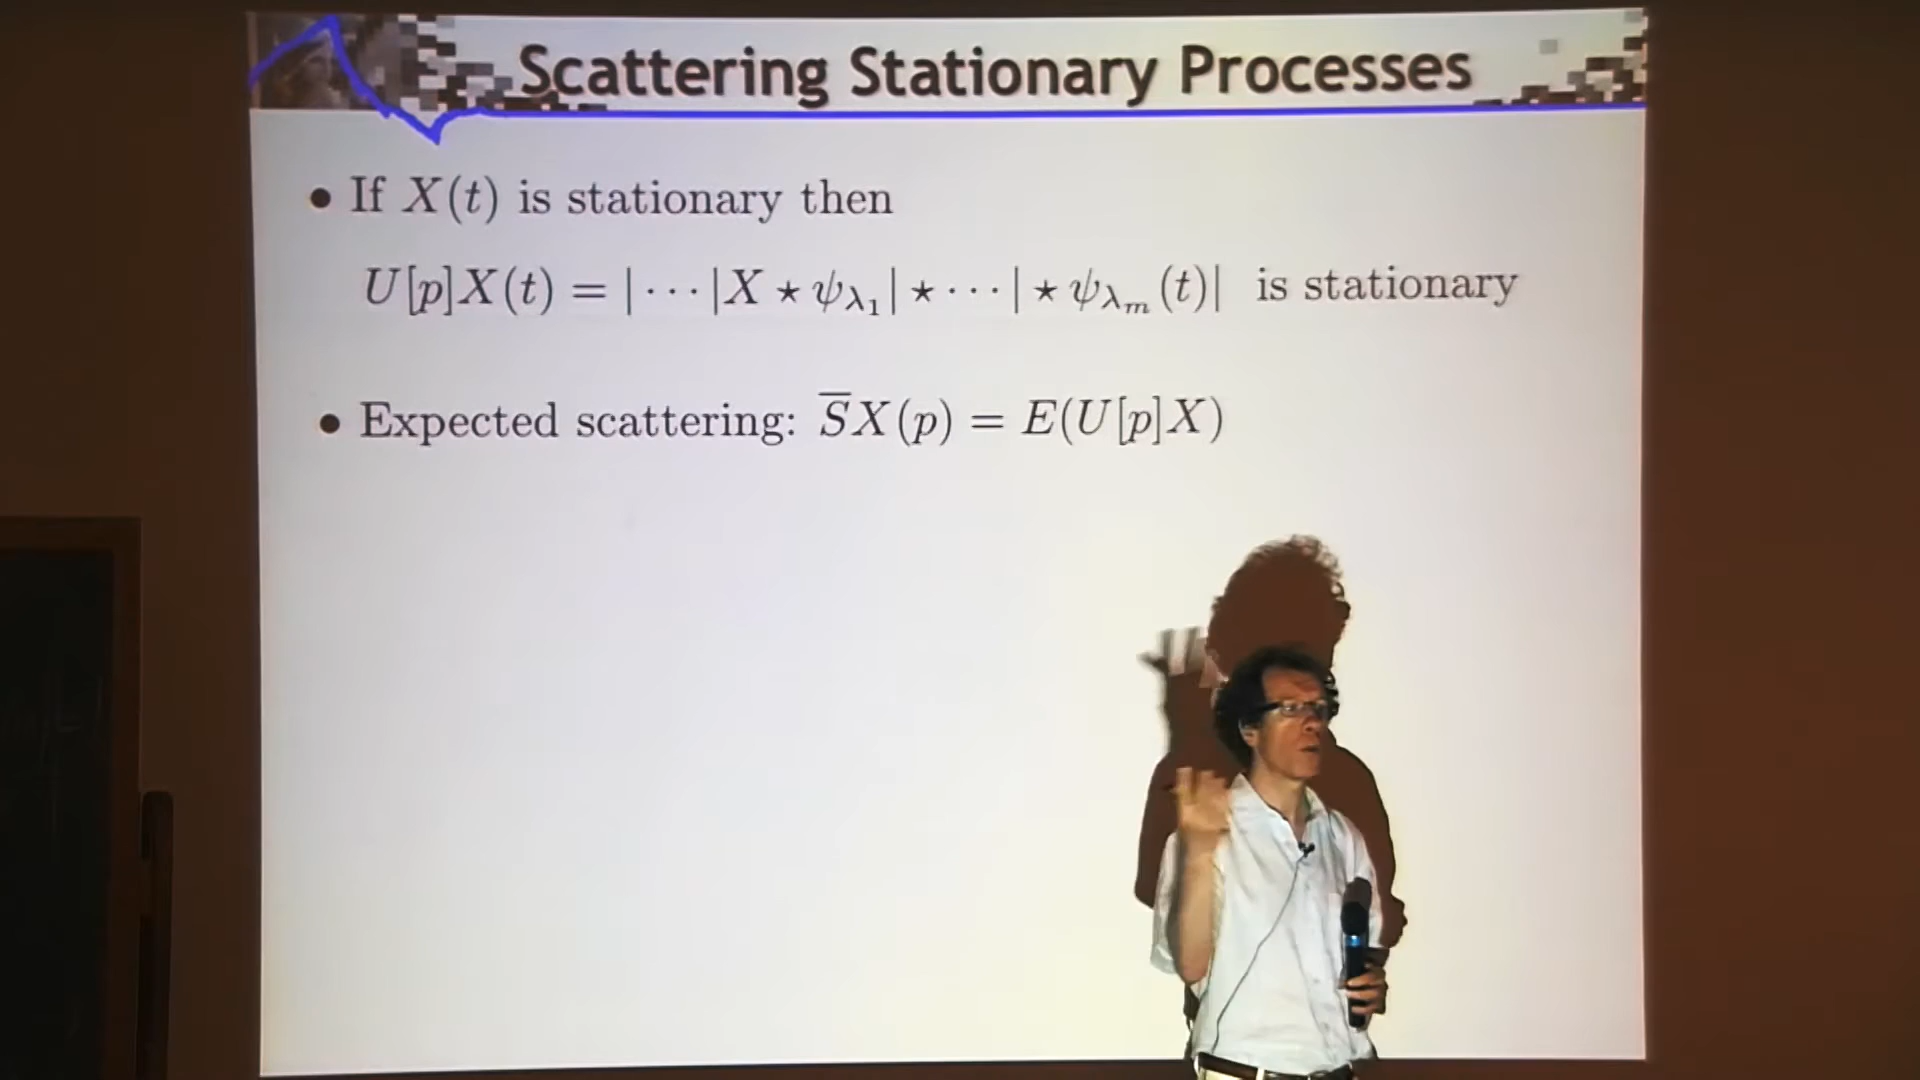 Scattering Stationary Processes
• If X(t) is stationary then
U[p]X(t) = | ⋯ |X ⋆ ψ_{λ_1}| ⋆ ⋯ | ⋆ ψ_{λ_m}(t)| is stationary
• Expected scattering: S̅X(p) = E(U[p]X)